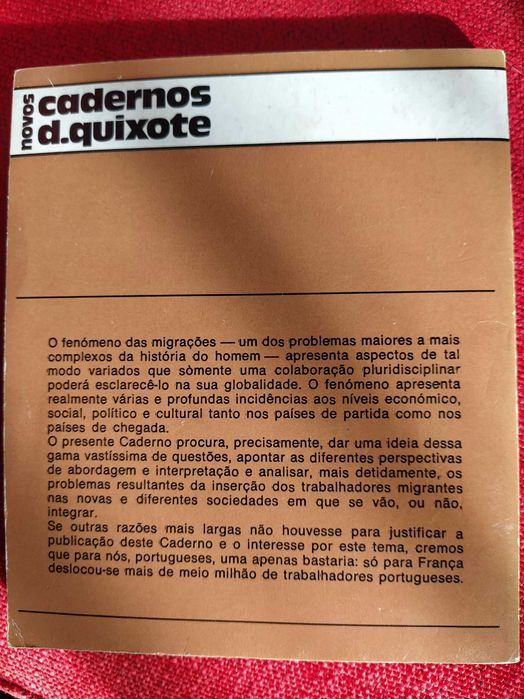 novos
cadernos
d.quixote
O fenómeno das migrações — um dos problemas maiores a mais
complexos da história do homem — apresenta aspectos de tal
modo variados que sòmente uma colaboração pluridisciplinar
poderá esclarecê-lo na sua globalidade. O fenómeno apresenta
realmente várias e profundas incidências aos níveis económico,
social, político e cultural tanto nos países de partida como nos
países de chegada.
O presente Caderno procura, precisamente, dar uma ideia dessa
gama vastíssima de questões, apontar as diferentes perspectivas
de abordagem e interpretação e analisar, mais detidamente, os
problemas resultantes da inserção dos trabalhadores migrantes
nas novas e diferentes sociedades em que se vão, ou não,
integrar.
Se outras razões mais largas não houvesse para justificar a
publicação deste Caderno e o interesse por este tema, cremos
que para nós, portugueses, uma apenas bastaria: só para França
deslocou-se mais de meio milhão de trabalhadores portugueses.